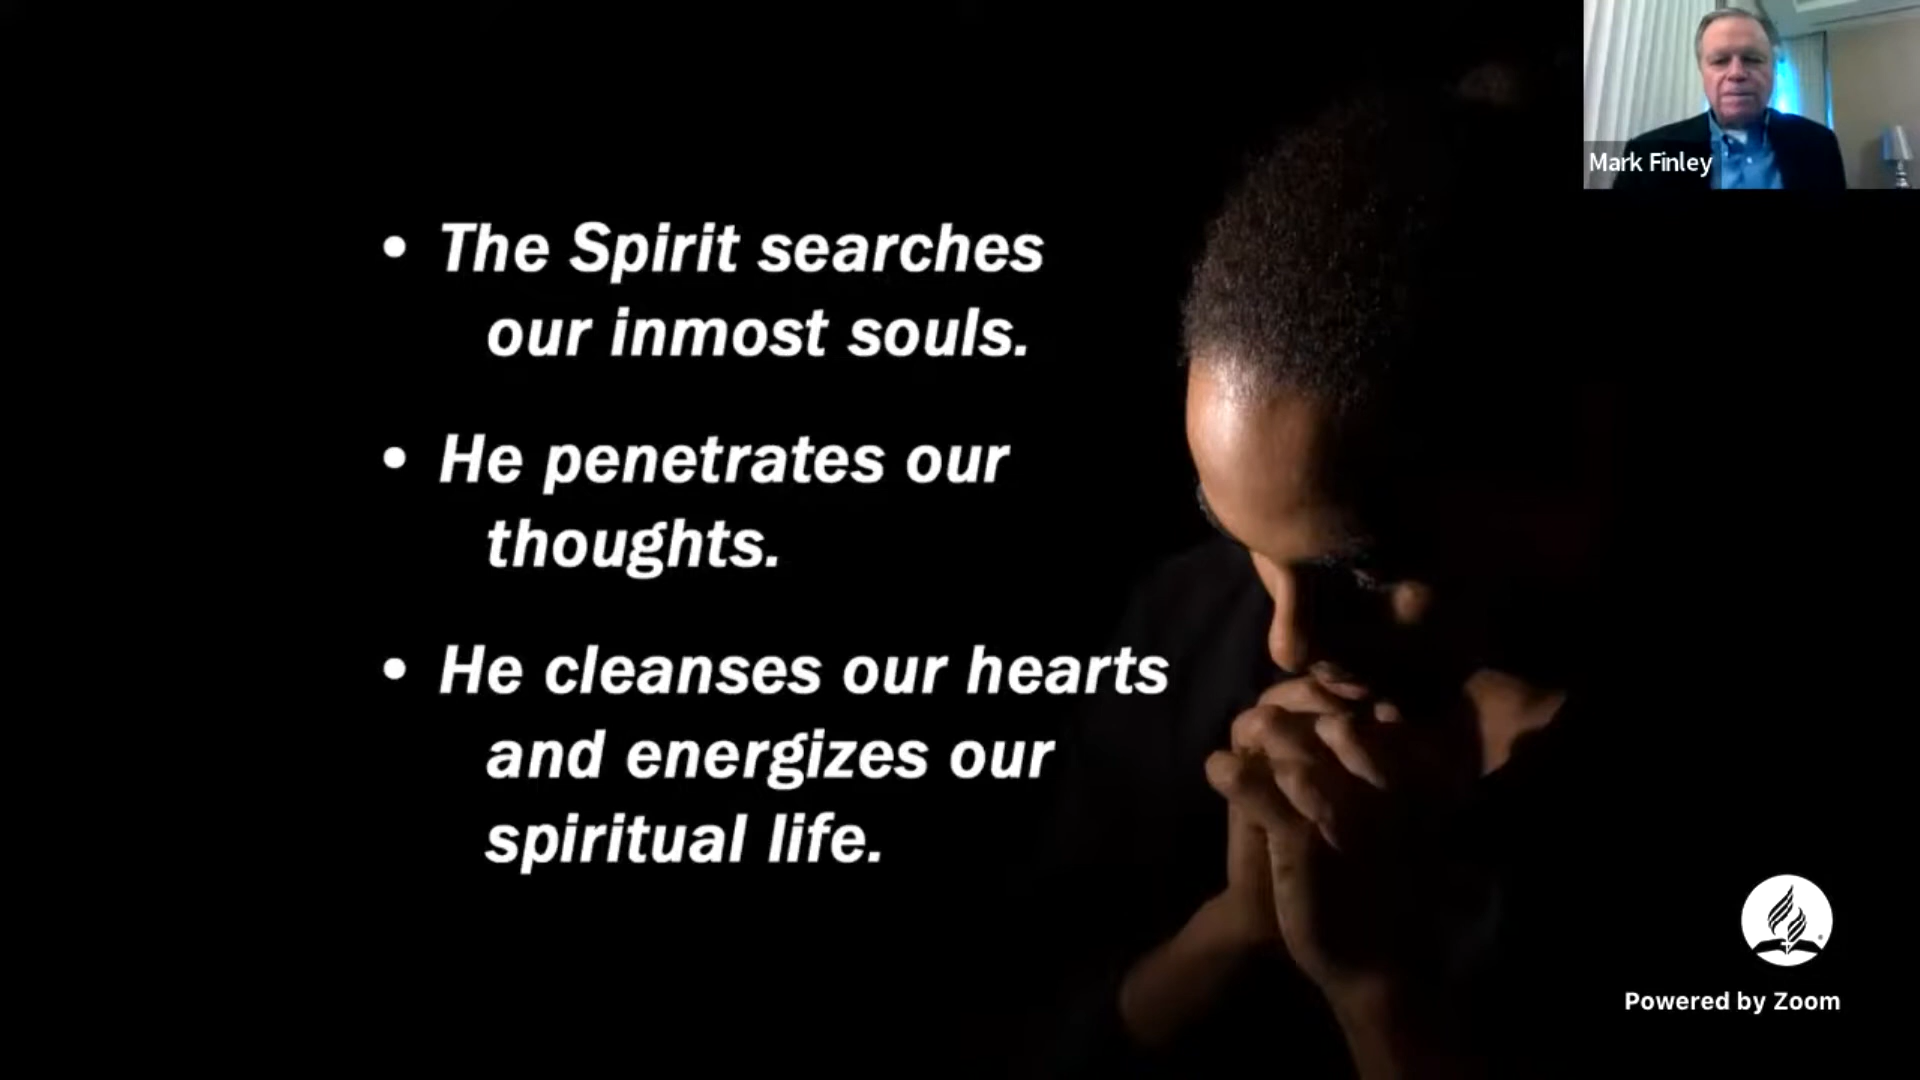 Mark Finley
• The Spirit searches
our inmost souls.
• He penetrates our
thoughts.
• He cleanses our hearts
and energizes our
spiritual life.
Powered by Zoom